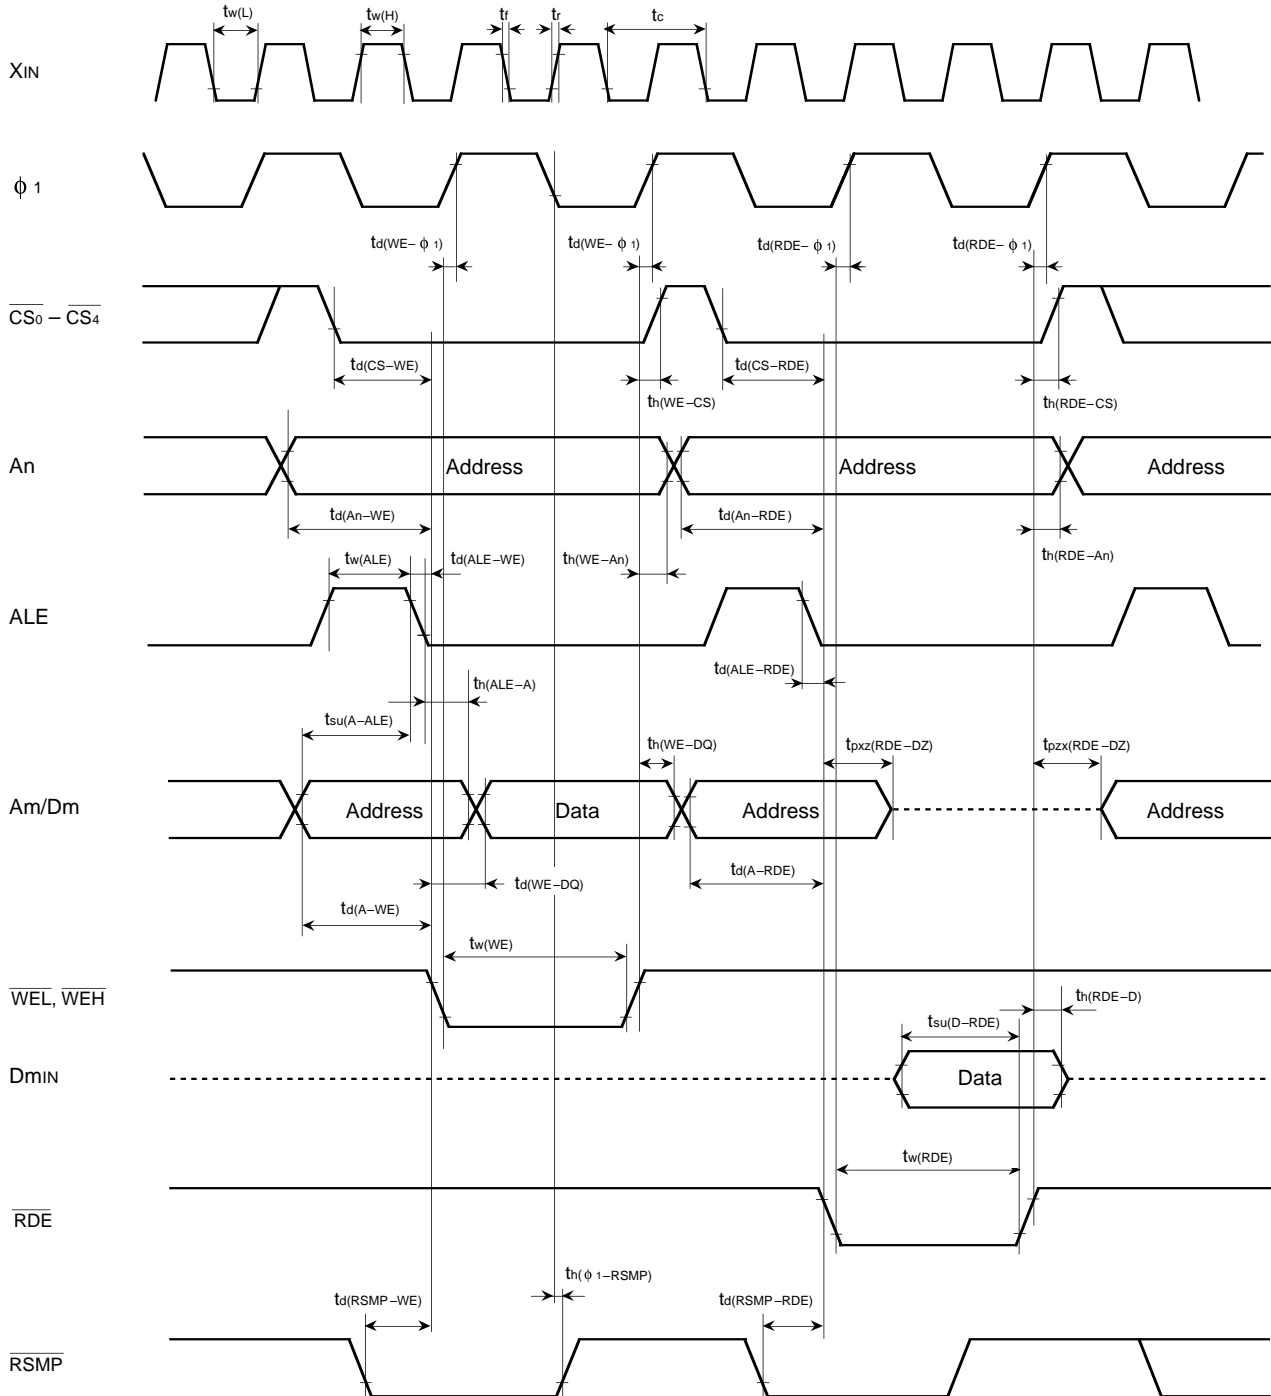 tw(L) tw(H) tf tr tc
XIN
ϕ 1
td(WE– ϕ 1) td(WE– ϕ 1) td(RDE– ϕ 1) td(RDE– ϕ 1)
CS0 – CS4
td(CS–WE) td(CS–RDE)
th(WE–CS) th(RDE–CS)
An Address Address Address
td(An–WE) td(An–RDE)
tw(ALE) td(ALE–WE) th(WE–An) th(RDE–An)
ALE
td(ALE–RDE)
th(ALE–A)
tsu(A–ALE)
th(WE–DQ) tpxz(RDE–DZ) tpzx(RDE–DZ)
Am/Dm Address Data Address Address
td(WE–DQ) td(A–RDE)
td(A–WE)
tw(WE)
WEL, WEH
th(RDE–D)
tsu(D–RDE)
DmIN Data
tw(RDE)
RDE
th(ϕ 1–RSMP)
td(RSMP–WE) td(RSMP–RDE)
RSMP